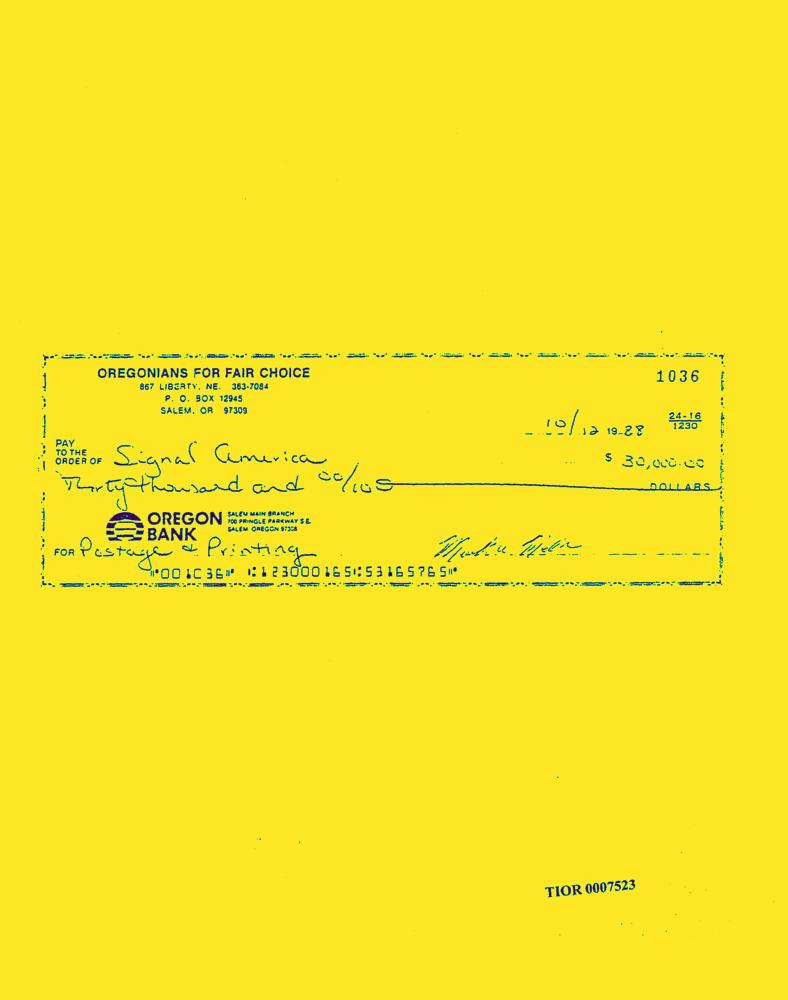 OREGONIANS FOR FAIR CHOICE
867 LIBERTY, NE. 363-7084
P. O. BOX 12945
SALEM, OR 97309
1036
24-16
1230
10/12 19 88
PAY
TO THE
ORDER OF Signal America $ 30,000.00
Thirty thousand and 00/100 DOLLARS
OREGON
BANK
SALEM MAIN BRANCH
700 PRINGLE PARKWAY S.E.
SALEM OREGON 97308
FOR Postage & Printing
⑈001036⑈ ⑆123000165⑆53165765⑈
TIOR 0007523